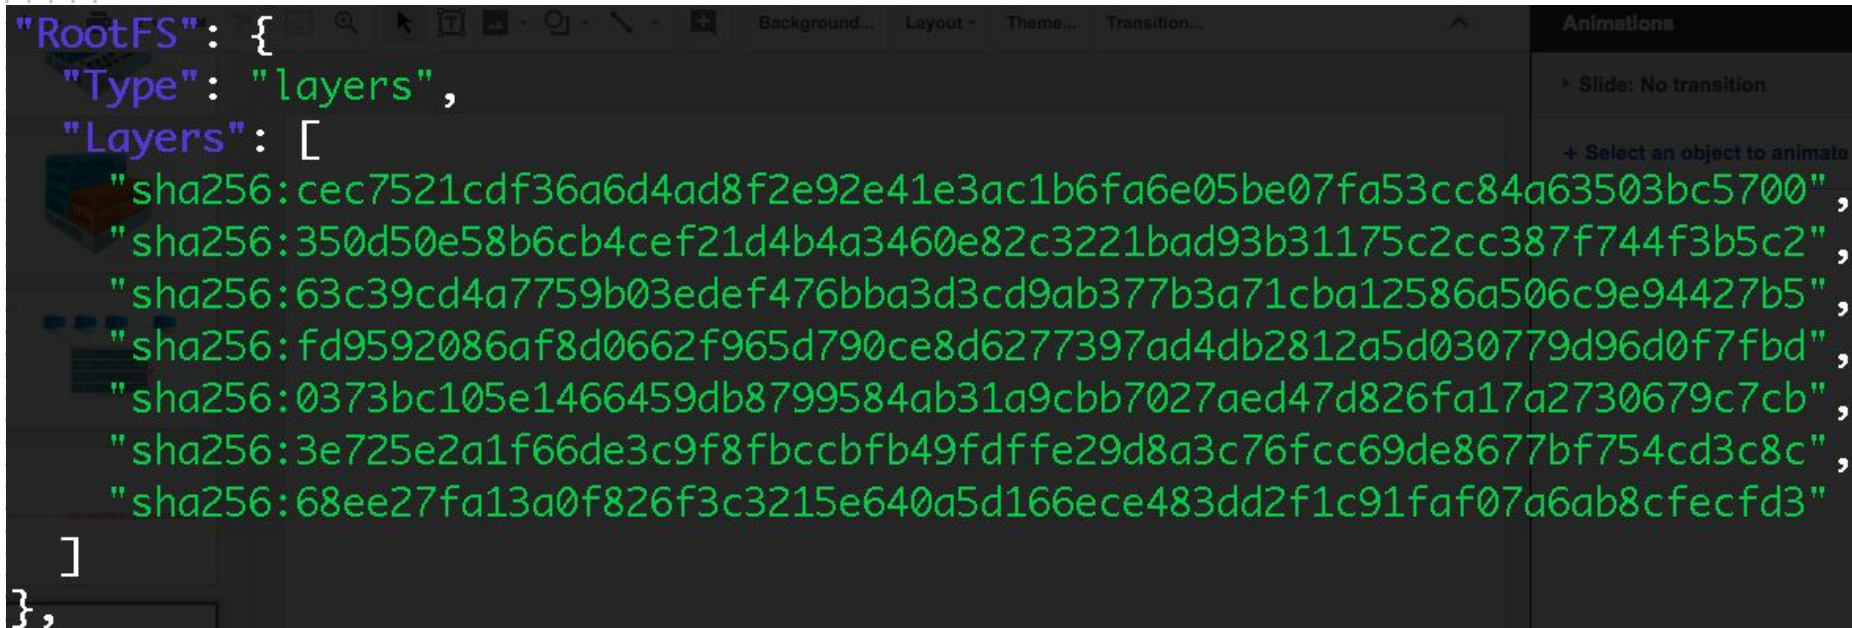 "RootFS": {
"Type": "layers",
"Layers": [
"sha256:cec7521cdf36a6d4ad8f2e92e41e3ac1b6fa6e05be07fa53cc84a63503bc5700",
"sha256:350d50e58b6cb4cef21d4b4a3460e82c3221bad93b31175c2cc387f744f3b5c2",
"sha256:63c39cd4a7759b03edef476bba3d3cd9ab377b3a71cba12586a506c9e94427b5",
"sha256:fd9592086af8d0662f965d790ce8d6277397ad4db2812a5d030779d96d0f7fbd",
"sha256:0373bc105e1466459db8799584ab31a9cbb7027aed47d826fa17a2730679c7cb",
"sha256:3e725e2a1f66de3c9f8fbccbfb49fdffe29d8a3c76fcc69de8677bf754cd3c8c",
"sha256:68ee27fa13a0f826f3c3215e640a5d166ece483dd2f1c91faf07a6ab8cfecfd3"
]
},
Background... Layout Theme... Transition...
Animations
Slide: No transition
+ Select an object to animate